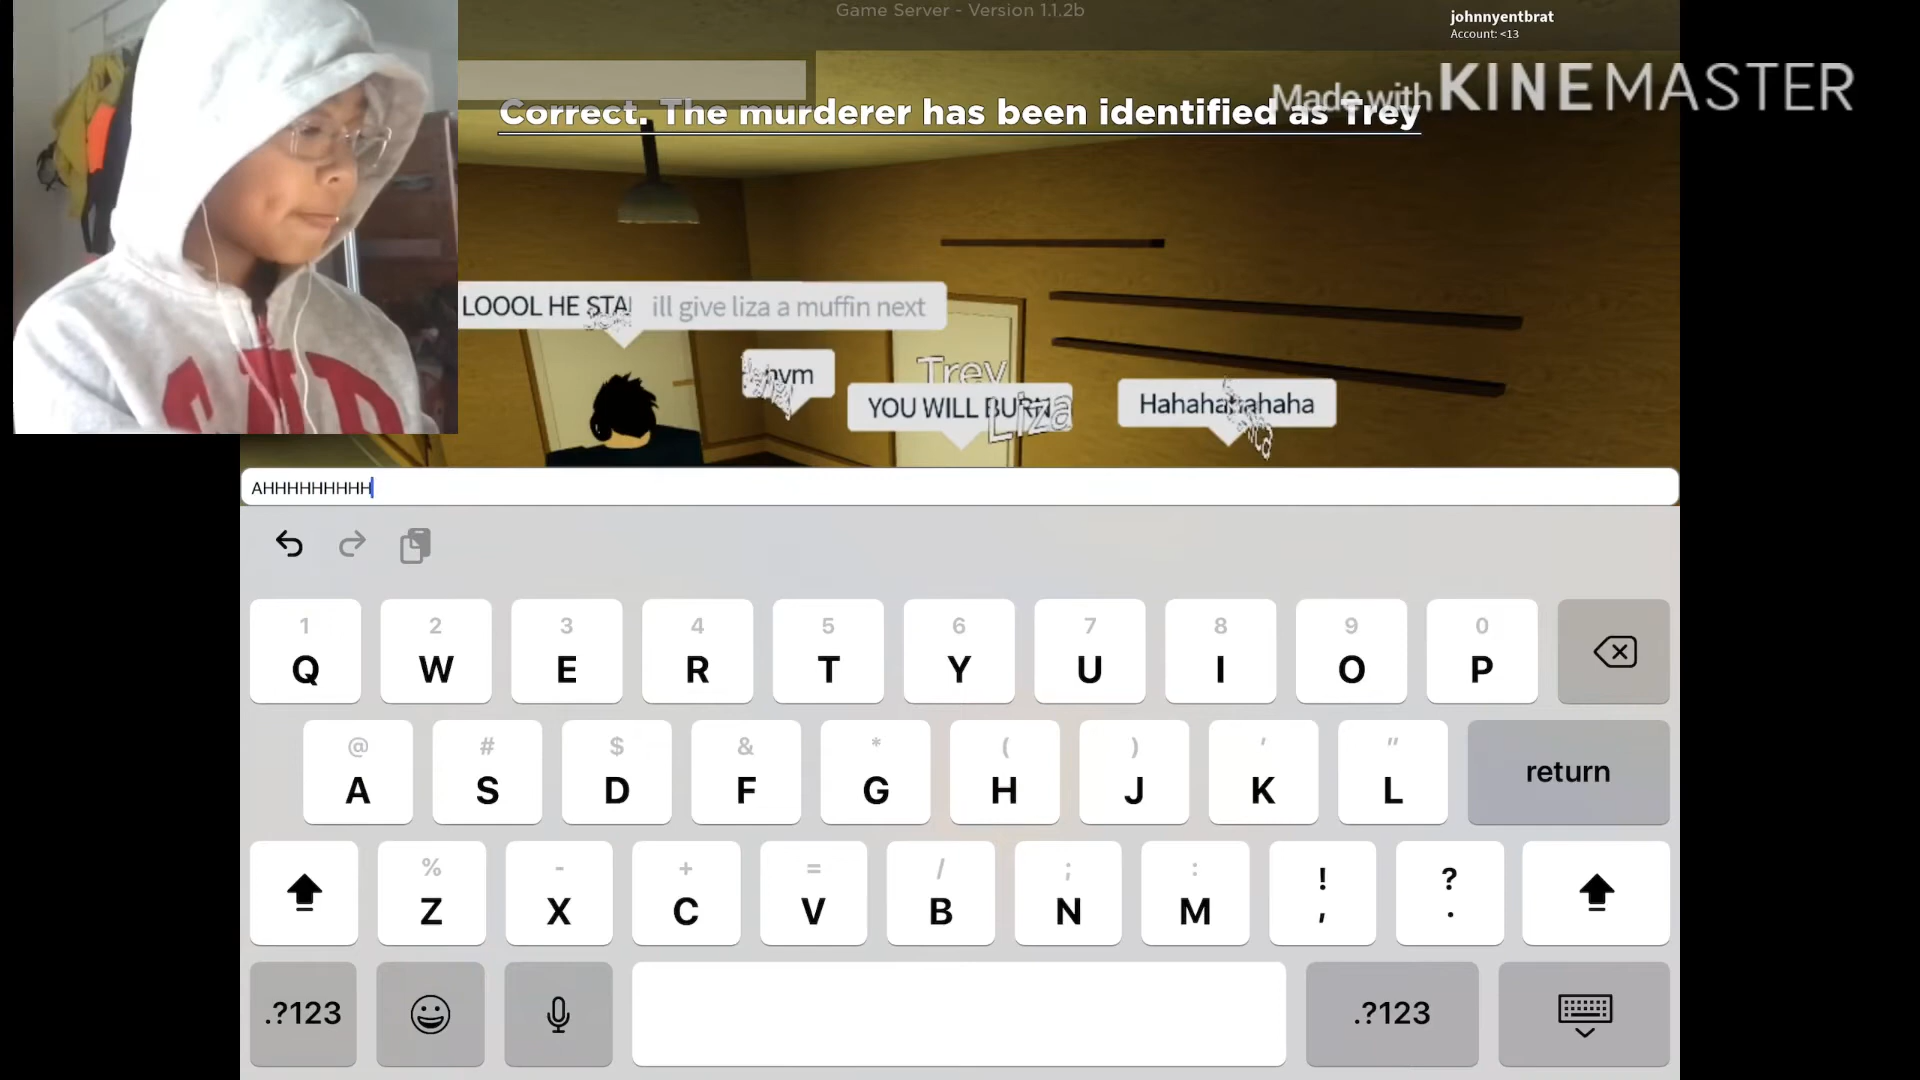 Game Server - Version 1.1.2b
johnnyentbrat
Account: <13
Made with KINEMASTER
Correct. The murderer has been identified as Trey
LOOOL HE STA
ill give liza a muffin next
Trey
YOU WILL BURN
Liza
Hahahahahaha
AHHHHHHHHHH
1 2 3 4 5 6 7 8 9 0
Q W E R T Y U I O P
@ # $ & * ( ) ' "
A S D F G H J K L return
% - + = / ; : ! ?
Z X C V B N M , .
.?123 .?123